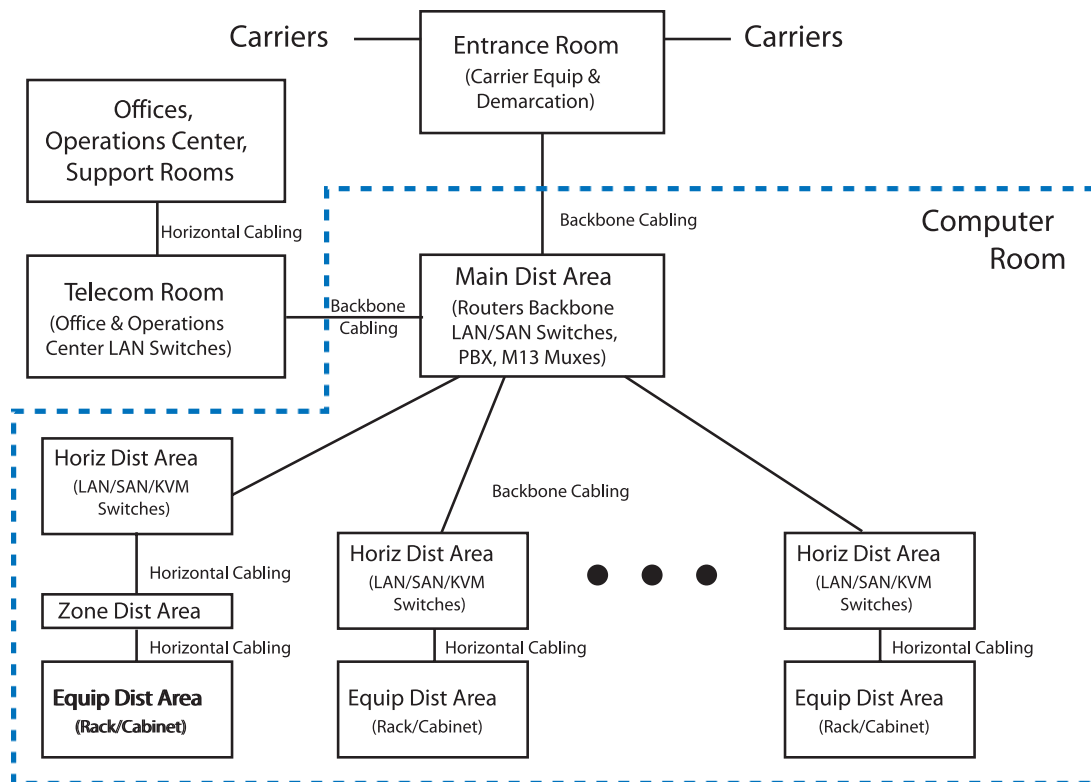 Carriers
Entrance Room
(Carrier Equip &
Demarcation)
Carriers
Offices,
Operations Center,
Support Rooms
Horizontal Cabling
Backbone Cabling
Computer
Room
Telecom Room
(Office & Operations
Center LAN Switches)
Backbone
Cabling
Main Dist Area
(Routers Backbone
LAN/SAN Switches,
PBX, M13 Muxes)
Horiz Dist Area
(LAN/SAN/KVM
Switches)
Backbone Cabling
Horizontal Cabling
Zone Dist Area
Horizontal Cabling
Equip Dist Area
(Rack/Cabinet)
Horiz Dist Area
(LAN/SAN/KVM
Switches)
Horizontal Cabling
Equip Dist Area
(Rack/Cabinet)
Horiz Dist Area
(LAN/SAN/KVM
Switches)
Horizontal Cabling
Equip Dist Area
(Rack/Cabinet)